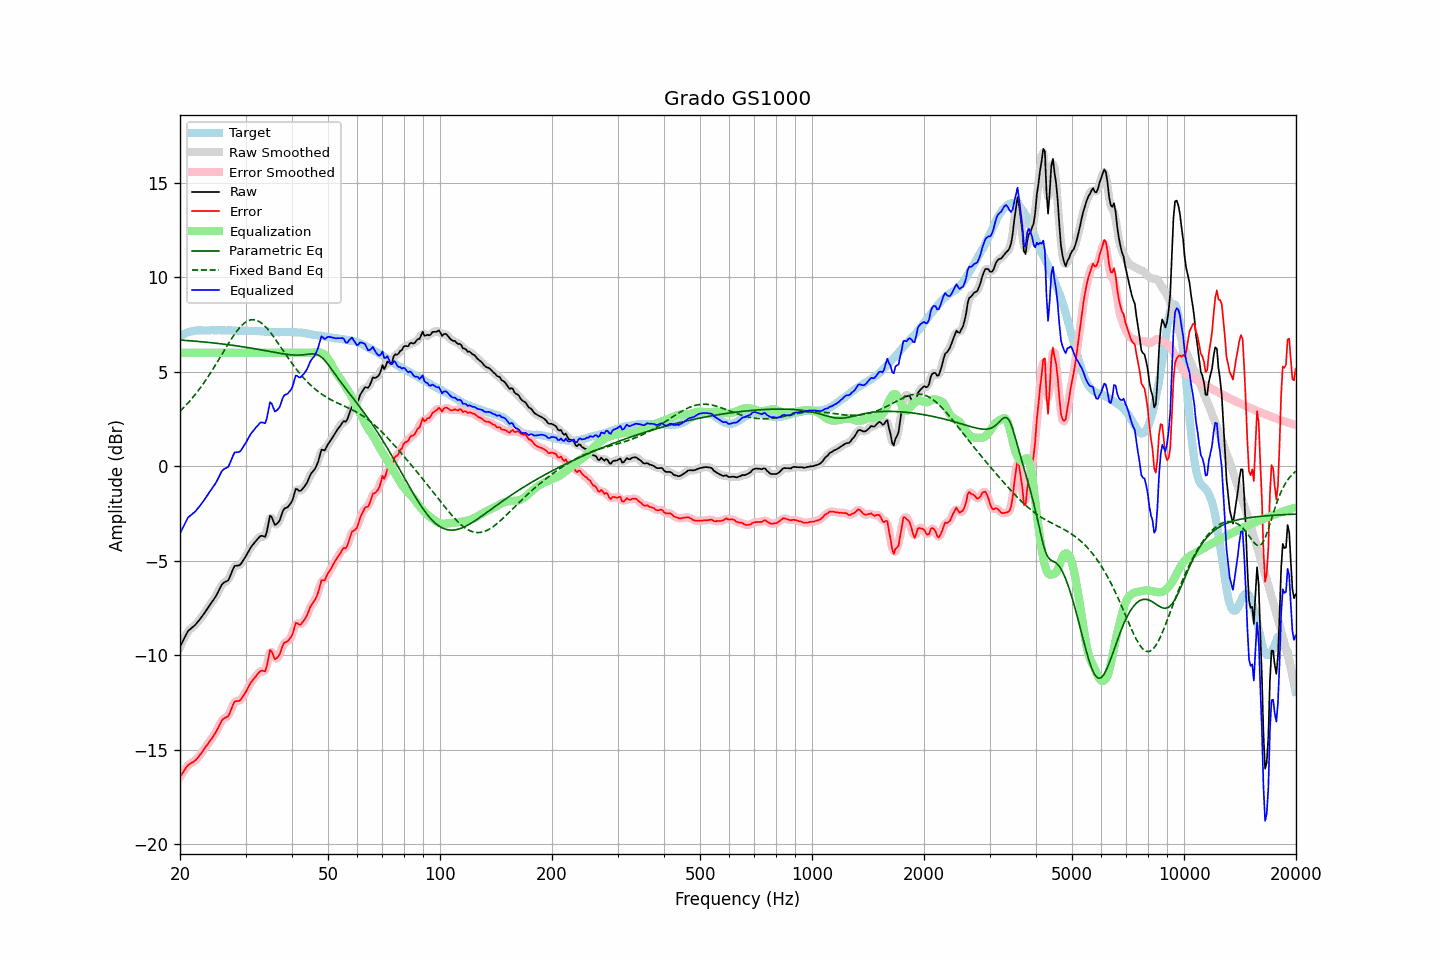 Grado GS1000
Target
Raw Smoothed
Error Smoothed
Raw
Error
Equalization
Parametric Eq
Fixed Band Eq
Equalized
Amplitude (dBr)
15
10
5
0
−5
−10
−15
−20
20 50 100 200 500 1000 2000 5000 10000 20000
Frequency (Hz)